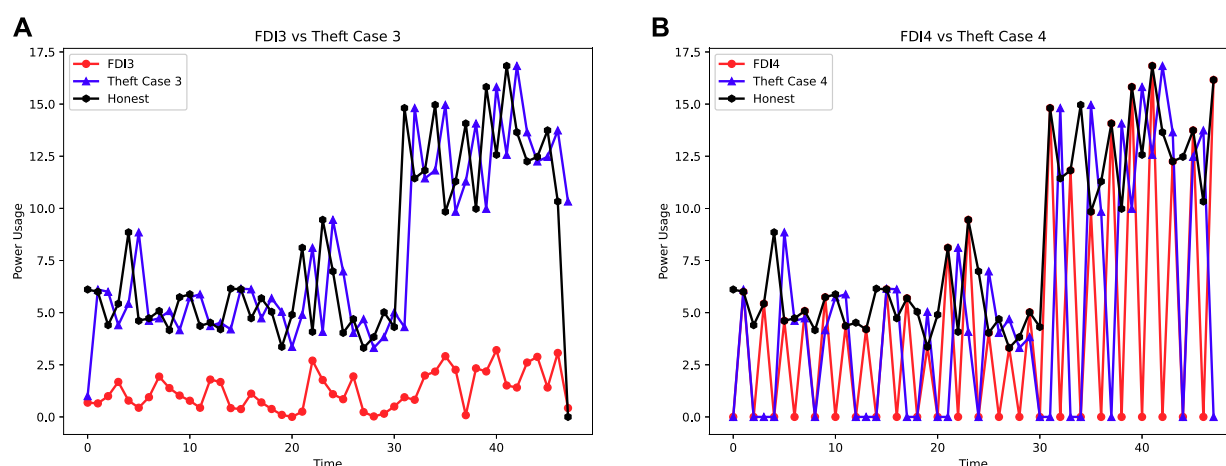 A
FDI3 vs Theft Case 3
17.5
15.0
12.5
10.0
7.5
5.0
2.5
0.0
Power Usage
FDI3
Theft Case 3
Honest
0
10
20
30
40
Time
B
FDI4 vs Theft Case 4
17.5
15.0
12.5
10.0
7.5
5.0
2.5
0.0
Power Usage
FDI4
Theft Case 4
Honest
0
10
20
30
40
Time